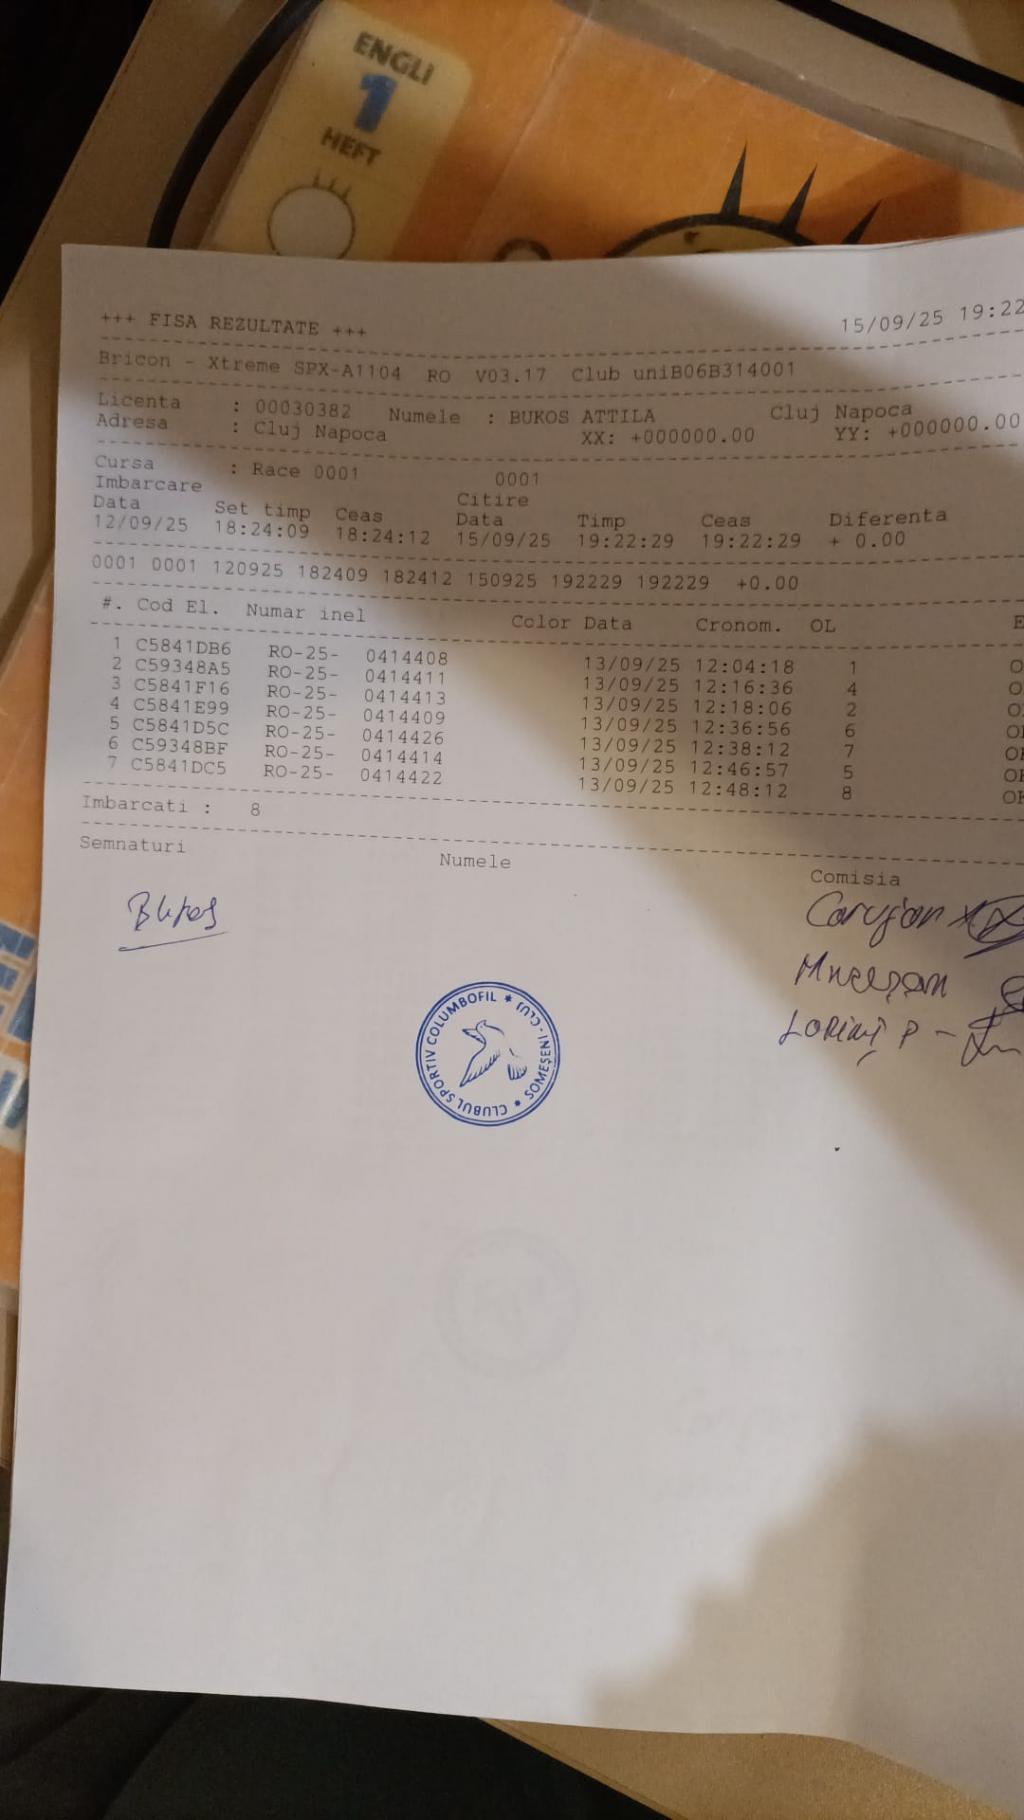 ENGLI
1
HEFT
+++ FISA REZULTATE +++ 15/09/25 19:22
Bricon - Xtreme SPX-A1104 RO V03.17 Club uniB06B314001
Licenta : 00030382 Numele : BUKOS ATTILA Cluj Napoca
Adresa : Cluj Napoca XX: +000000.00 YY: +000000.00
Cursa : Race 0001 0001
Imbarcare Citire
Data Set timp Ceas Data Timp Ceas Diferenta
12/09/25 18:24:09 18:24:12 15/09/25 19:22:29 19:22:29 + 0.00
0001 0001 120925 182409 182412 150925 192229 192229 +0.00
#. Cod El. Numar inel Color Data Cronom. OL E
1 C5841DB6 RO-25- 0414408 13/09/25 12:04:18 1 O
2 C59348A5 RO-25- 0414411 13/09/25 12:16:36 4 O
3 C5841F16 RO-25- 0414413 13/09/25 12:18:06 2 O
4 C5841E99 RO-25- 0414409 13/09/25 12:36:56 6 OK
5 C5841D5C RO-25- 0414426 13/09/25 12:38:12 7 OK
6 C59348BF RO-25- 0414414 13/09/25 12:46:57 5 OK
7 C5841DC5 RO-25- 0414422 13/09/25 12:48:12 8 OK
Imbarcati : 8
Semnaturi Numele Comisia
CLUBUL SPORTIV COLUMBOFIL * SOMEȘENI - CLUJ *